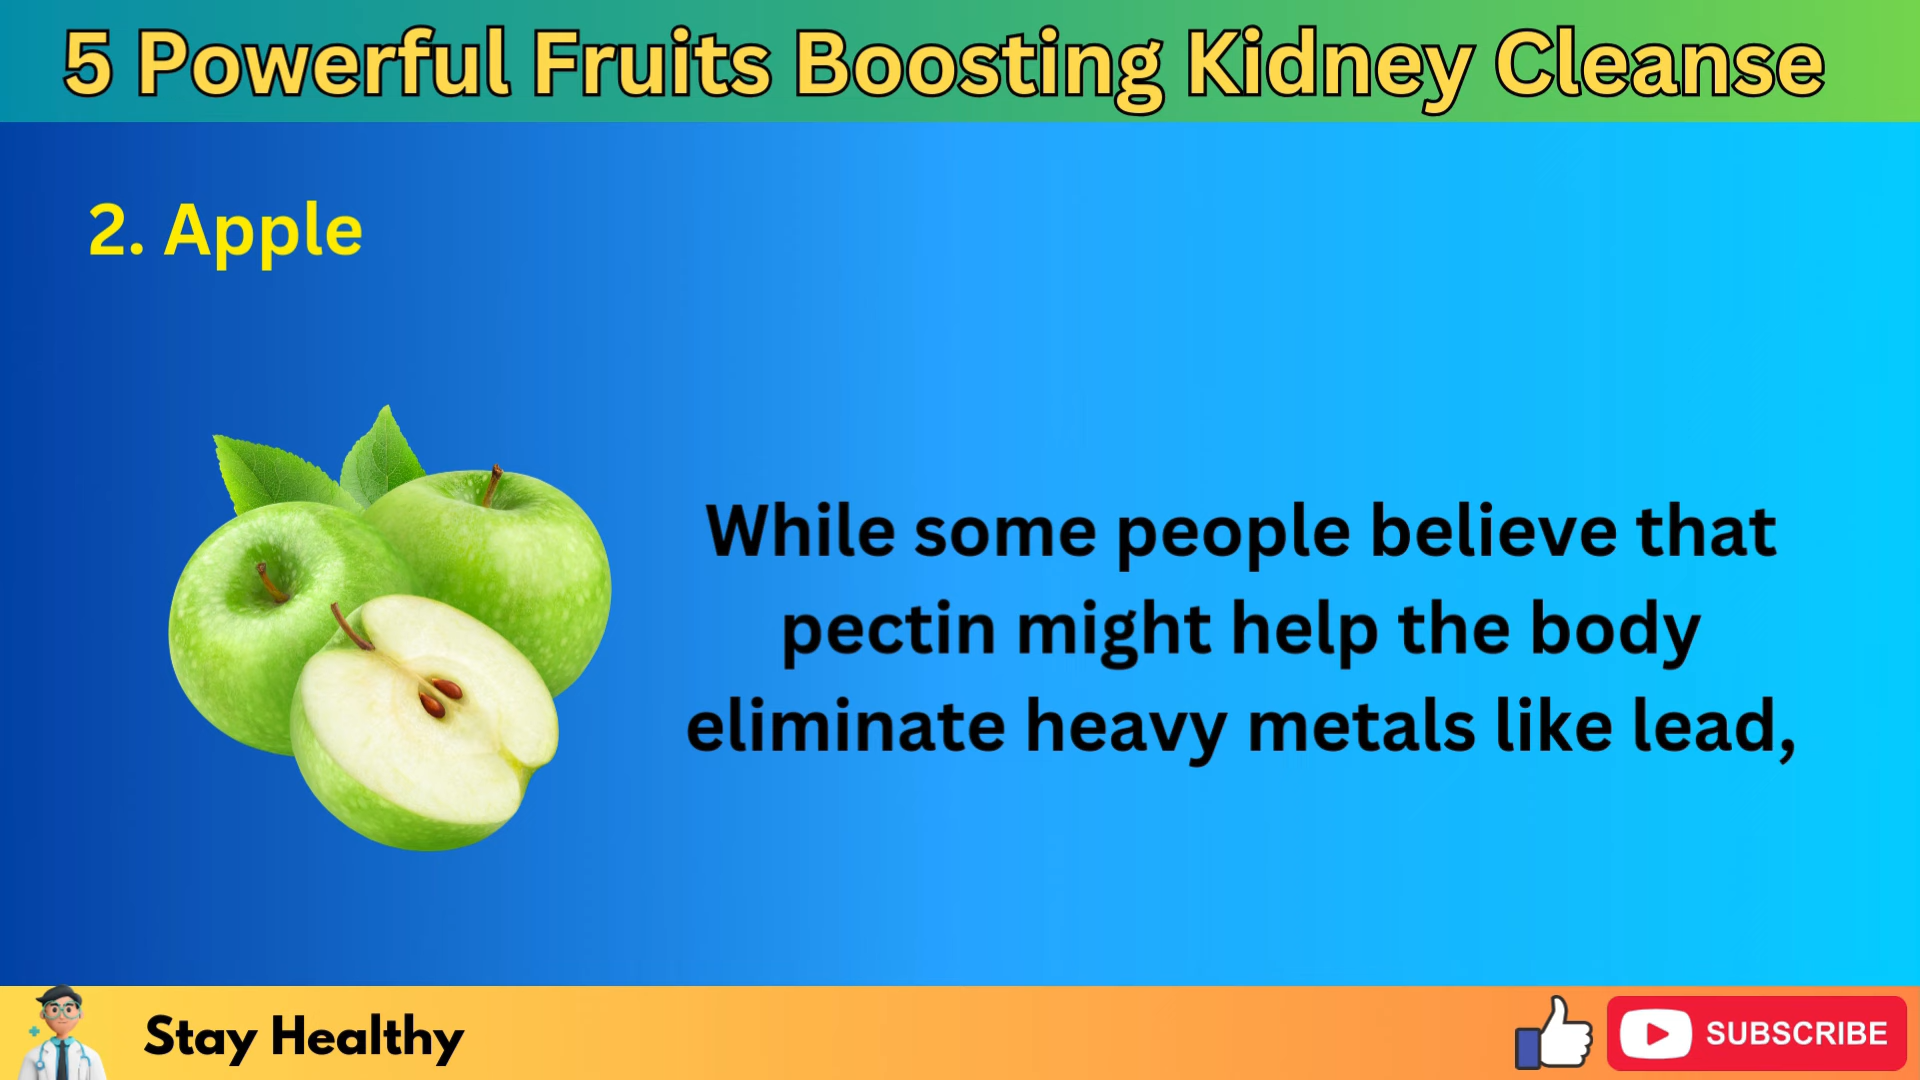 5 Powerful Fruits Boosting Kidney Cleanse
2. Apple
While some people believe that
pectin might help the body
eliminate heavy metals like lead,
Stay Healthy
SUBSCRIBE